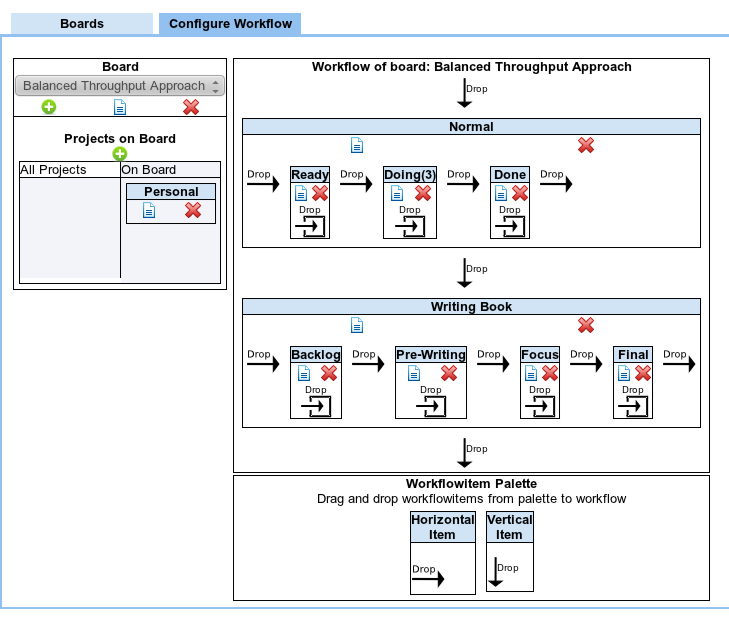 Boards
Configure Workflow
Board
Balanced Throughput Approach
Projects on Board
All Projects
On Board
Personal
Workflow of board: Balanced Throughput Approach
Drop
Normal
Drop
Ready
Drop
Drop
Doing(3)
Drop
Drop
Done
Drop
Drop
Drop
Writing Book
Drop
Backlog
Drop
Drop
Pre-Writing
Drop
Drop
Focus
Drop
Drop
Final
Drop
Drop
Drop
Workflowitem Palette
Drag and drop workflowitems from palette to workflow
Horizontal
Item
Drop
Vertical
Item
Drop